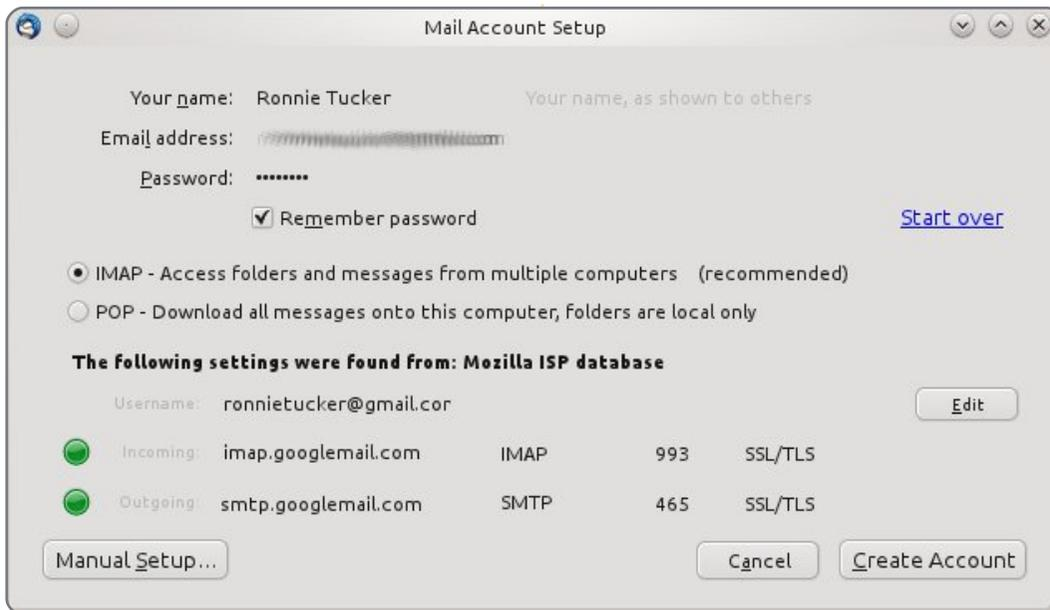 Mail Account Setup
Your name: Ronnie Tucker Your name, as shown to others
Email address:
Password: ••••••••
Remember password
Start over
IMAP - Access folders and messages from multiple computers (recommended)
POP - Download all messages onto this computer, folders are local only
The following settings were found from: Mozilla ISP database
Username: ronnietucker@gmail.cor
Edit
Incoming: imap.googlemail.com IMAP 993 SSL/TLS
Outgoing: smtp.googlemail.com SMTP 465 SSL/TLS
Manual Setup... Cancel Create Account